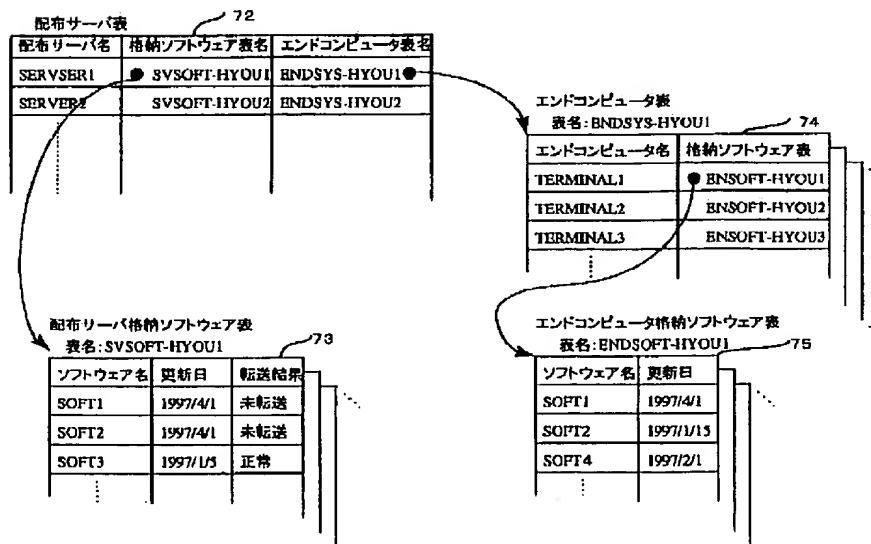 配布サーバ表
72
配布サーバ名 格納ソフトウェア表名 エンドコンピュータ表名
SERVSER1 SVSOFT-HYOU1 ENDSYS-HYOU1
SERVER2 SVSOFT-HYOU2 ENDSYS-HYOU2
エンドコンピュータ表
表名:ENDSYS-HYOU1
74
エンドコンピュータ名 格納ソフトウェア表
TERMINAL1 ENSOFT-HYOU1
TERMINAL2 ENSOFT-HYOU2
TERMINAL3 ENSOFT-HYOU3
配布サーバ格納ソフトウェア表
表名:SVSOFT-HYOU1
73
ソフトウェア名 更新日 転送結果
SOFT1 1997/4/1 未転送
SOFT2 1997/4/1 未転送
SOFT3 1997/1/5 正常
エンドコンピュータ格納ソフトウェア表
表名:ENDSOFT-HYOU1
75
ソフトウェア名 更新日
SOFT1 1997/4/1
SOFT2 1997/1/15
SOFT4 1997/2/1